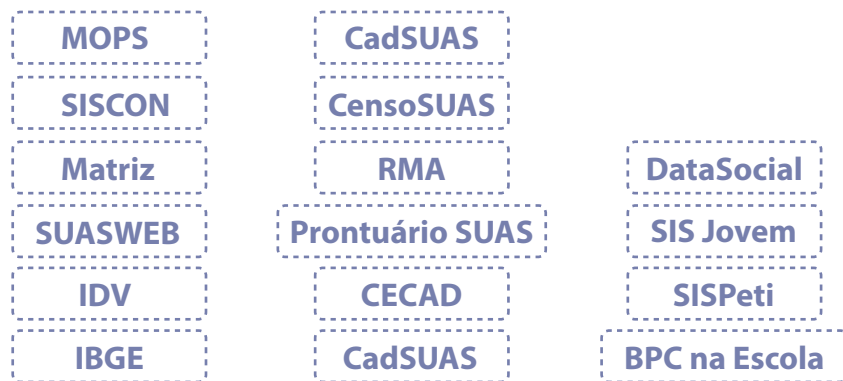 MOPS
CadSUAS
SISCON
CensoSUAS
Matriz
RMA
DataSocial
SUASWEB
Prontuário SUAS
SIS Jovem
IDV
CECAD
SISPeti
IBGE
CadSUAS
BPC na Escola